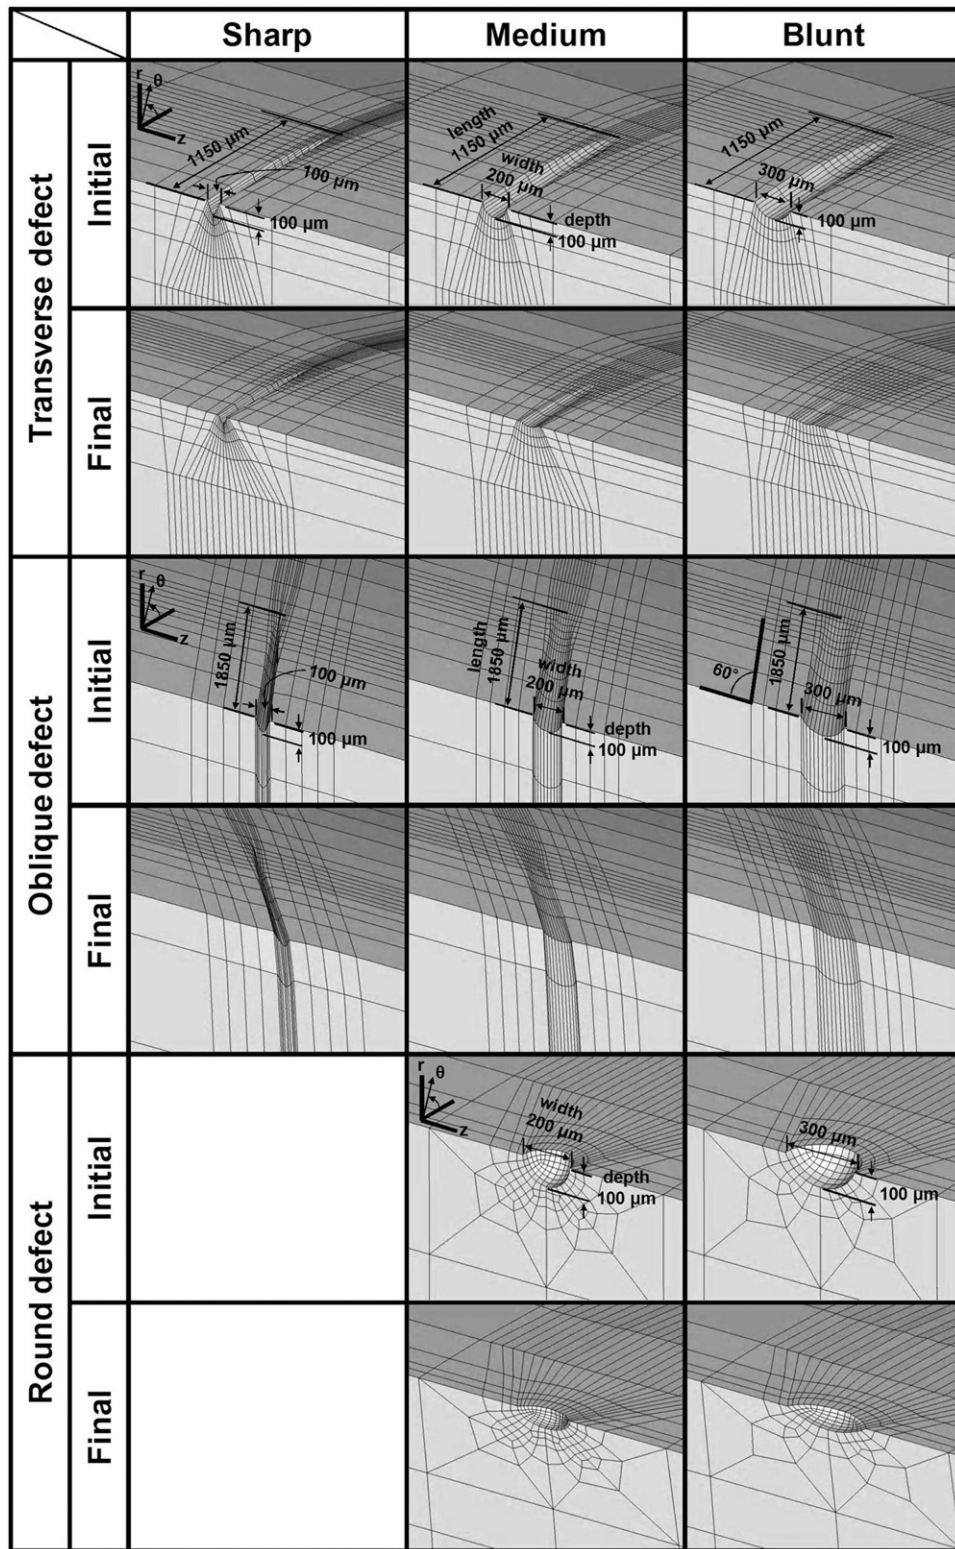 Sharp
Medium
Blunt
Transverse defect
Initial
r
θ
z
1150 μm
100 μm
100 μm
length
1150 μm
width
200 μm
depth
100 μm
1150 μm
300 μm
100 μm
Final
Oblique defect
Initial
r
θ
z
1850 μm
100 μm
100 μm
length
1850 μm
width
200 μm
depth
100 μm
60°
1850 μm
300 μm
100 μm
Final
Round defect
Initial
r
θ
z
width
200 μm
depth
100 μm
300 μm
100 μm
Final